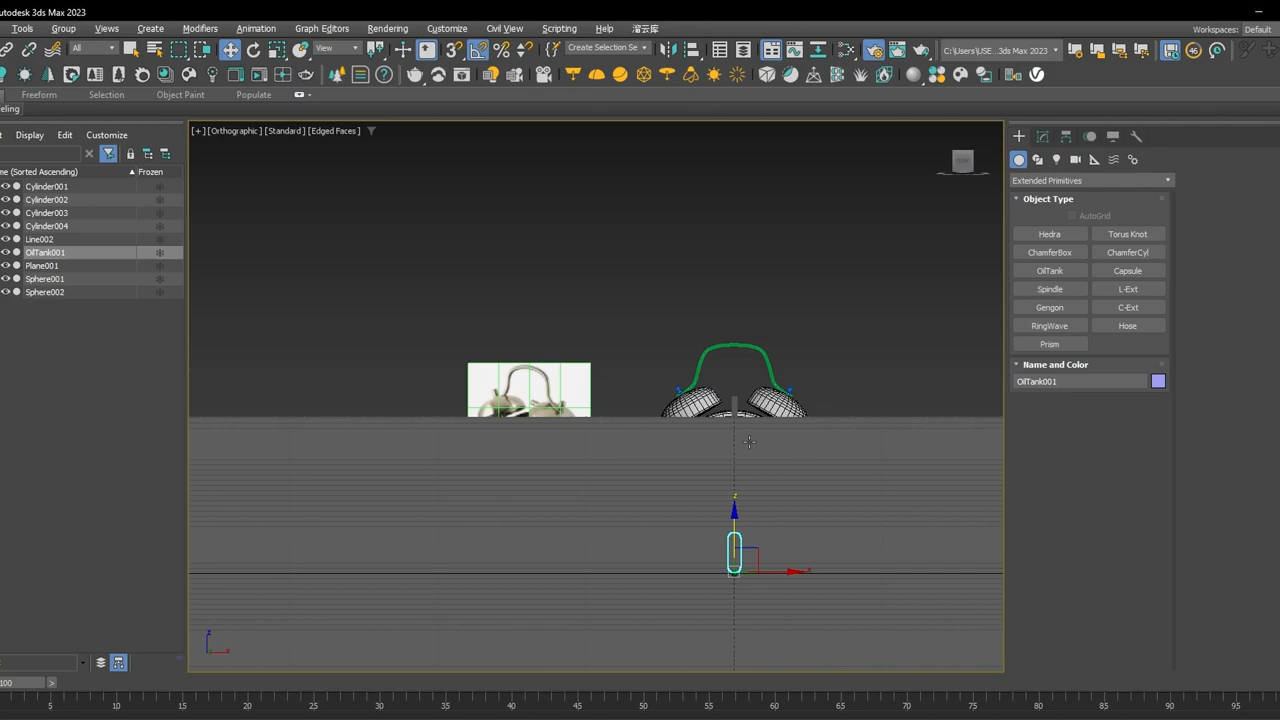 Autodesk 3ds Max 2023
Tools Group Views Create Modifiers Animation Graph Editors Rendering Civil View Customize Scripting Help 溜云库
Workspaces: Default
All View Create Selection Se C:\Users\USE...3ds Max 2023 46
Freeform Selection Object Paint Populate
eling
Display Edit Customize
me (Sorted Ascending) Frozen
Cylinder001
Cylinder002
Cylinder003
Cylinder004
Line002
OilTank001
Plane001
Sphere001
Sphere002
[+] [Orthographic] [Standard] [Edged Faces]
FRONT
z
x
z
x
Extended Primitives
Object Type
AutoGrid
Hedra Torus Knot
ChamferBox ChamferCyl
OilTank Capsule
Spindle L-Ext
Gengon C-Ext
RingWave Hose
Prism
Name and Color
OilTank001
100 >
5 10 15 20 25 30 35 40 45 50 55 60 65 70 75 80 85 90 95